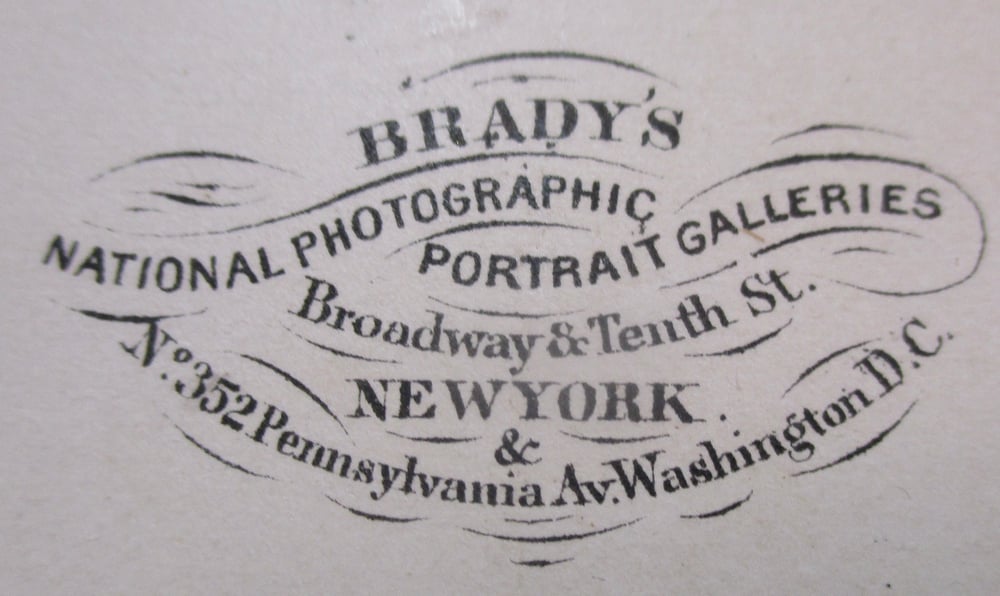 BRADY'S
NATIONAL PHOTOGRAPHIC
PORTRAIT GALLERIES
Broadway & Tenth St.
NEW YORK.
&
No. 352 Pennsylvania Av. Washington D.C.